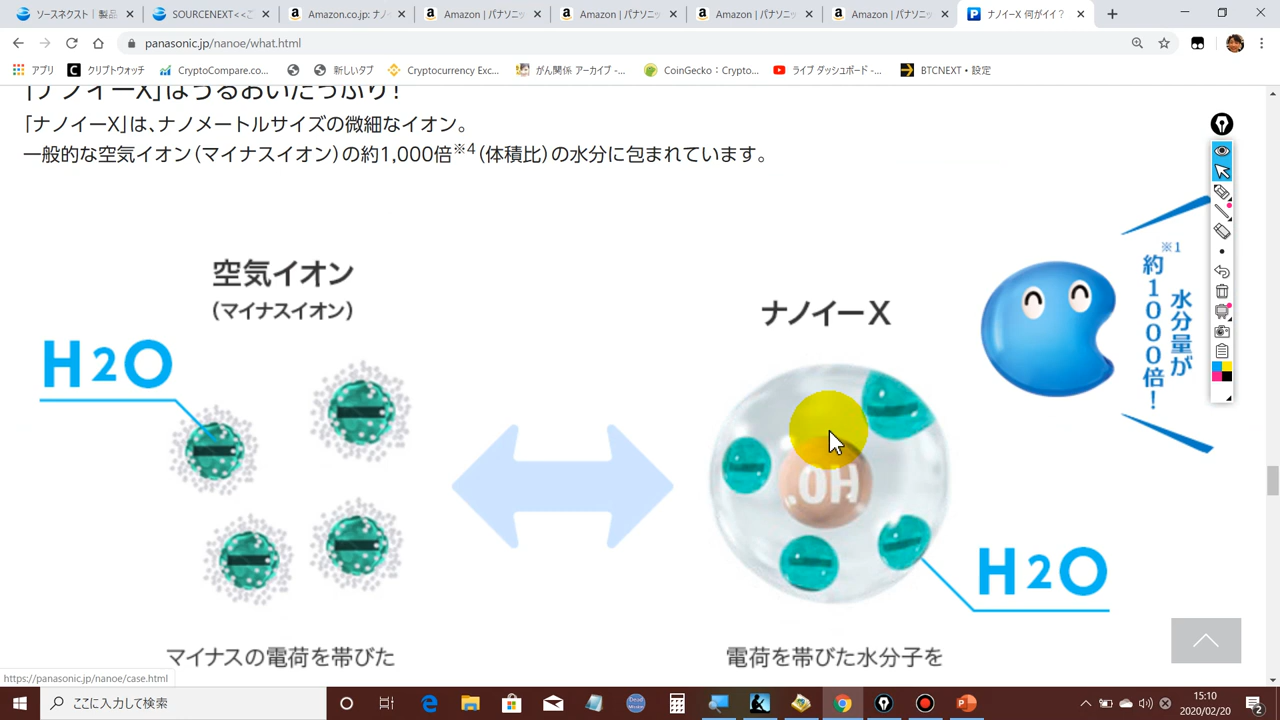 ソースネクスト | 製品
SOURCENEXT<<ご
Amazon.co.jp: ナノ
Amazon | パナソニッ
Amazon | パナソニッ
Amazon | パナソニッ
Amazon | パナソニッ
ナノイーX 何がイイ?
panasonic.jp/nanoe/what.html
アプリ
クリプトウォッチ
CryptoCompare.co...
新しいタブ
Cryptocurrency Exc...
がん関係 アーカイブ -...
CoinGecko:Crypto...
ライブ ダッシュボード -...
BTCNEXT・設定
「ナノイーX」はうるおいたっぷり!
「ナノイーX」は、ナノメートルサイズの微細なイオン。
一般的な空気イオン(マイナスイオン)の約1,000倍※4(体積比)の水分に包まれています。
空気イオン
(マイナスイオン)
H2O
ナノイーX
.OH
H2O
※1
水分量が
約1000倍!
マイナスの電荷を帯びた
電荷を帯びた水分子を
https://panasonic.jp/nanoe/case.html
ここに入力して検索
15:10
2020/02/20
2